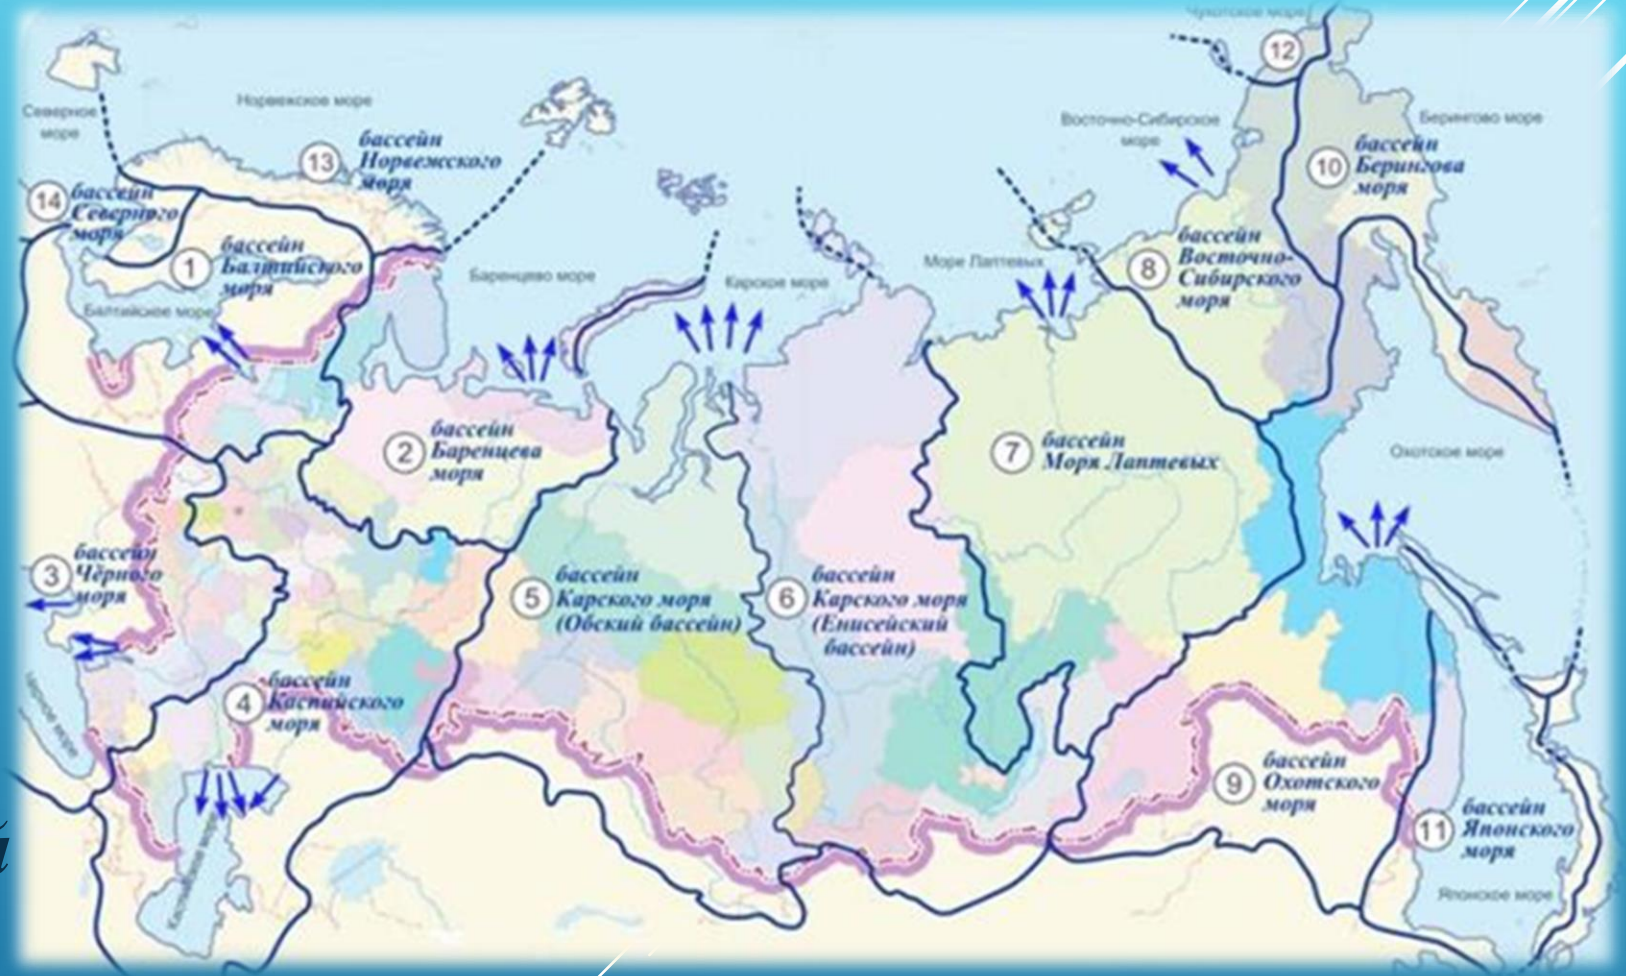 Чукотское море
12
Северное
море
Норвежское море
13
бассейн
Норвежского
моря
14
бассейн
Северного
моря
1
бассейн
Балтийского
моря
Балтийское море
Баренцево море
Карское море
Море Лаптевых
Восточно-Сибирское
море
Берингово море
10
бассейн
Берингова
моря
8
бассейн
Восточно-
Сибирского
моря
2
бассейн
Баренцева
моря
7
бассейн
Моря Лаптевых
Охотское море
3
бассейн
Чёрного
моря
5
бассейн
Карского моря
(Обский бассейн)
6
бассейн
Карского моря
(Енисейский
бассейн)
4
бассейн
Каспийского
моря
Чёрное море
9
бассейн
Охотского
моря
11
бассейн
Японского
моря
Каспийское море
Японское море
й